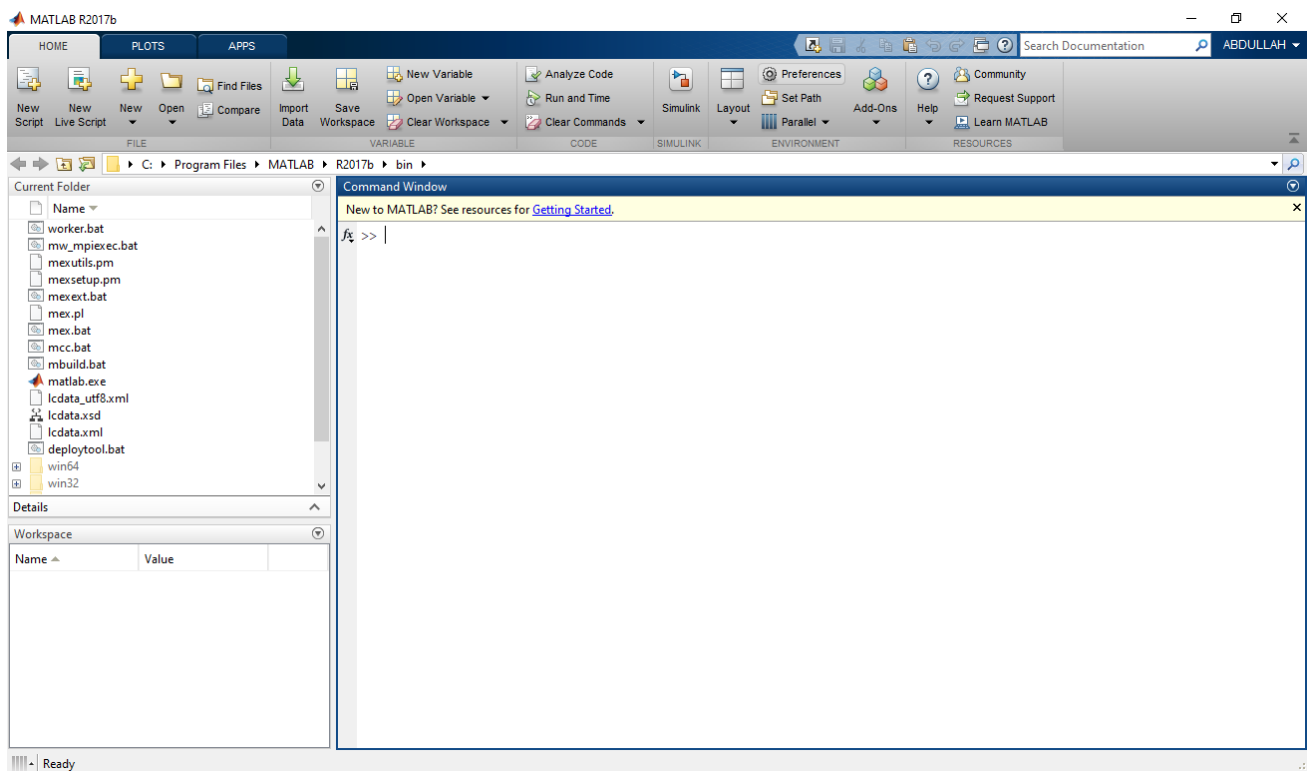 MATLAB R2017b
HOME PLOTS APPS Search Documentation ABDULLAH
New Script
New Live Script
New
Open
Find Files
Compare
Import Data
Save Workspace
New Variable
Open Variable
Clear Workspace
Analyze Code
Run and Time
Clear Commands
Simulink
Layout
Preferences
Set Path
Parallel
Add-Ons
Help
Community
Request Support
Learn MATLAB
FILE VARIABLE CODE SIMULINK ENVIRONMENT RESOURCES
C: Program Files MATLAB R2017b bin
Current Folder
Name
worker.bat
mw_mpiexec.bat
mexutils.pm
mexsetup.pm
mexext.bat
mex.pl
mex.bat
mcc.bat
mbuild.bat
matlab.exe
lcdata_utf8.xml
lcdata.xsd
lcdata.xml
deploytool.bat
win64
win32
Details
Workspace
Name Value
Command Window
New to MATLAB? See resources for Getting Started.
fx >>
Ready